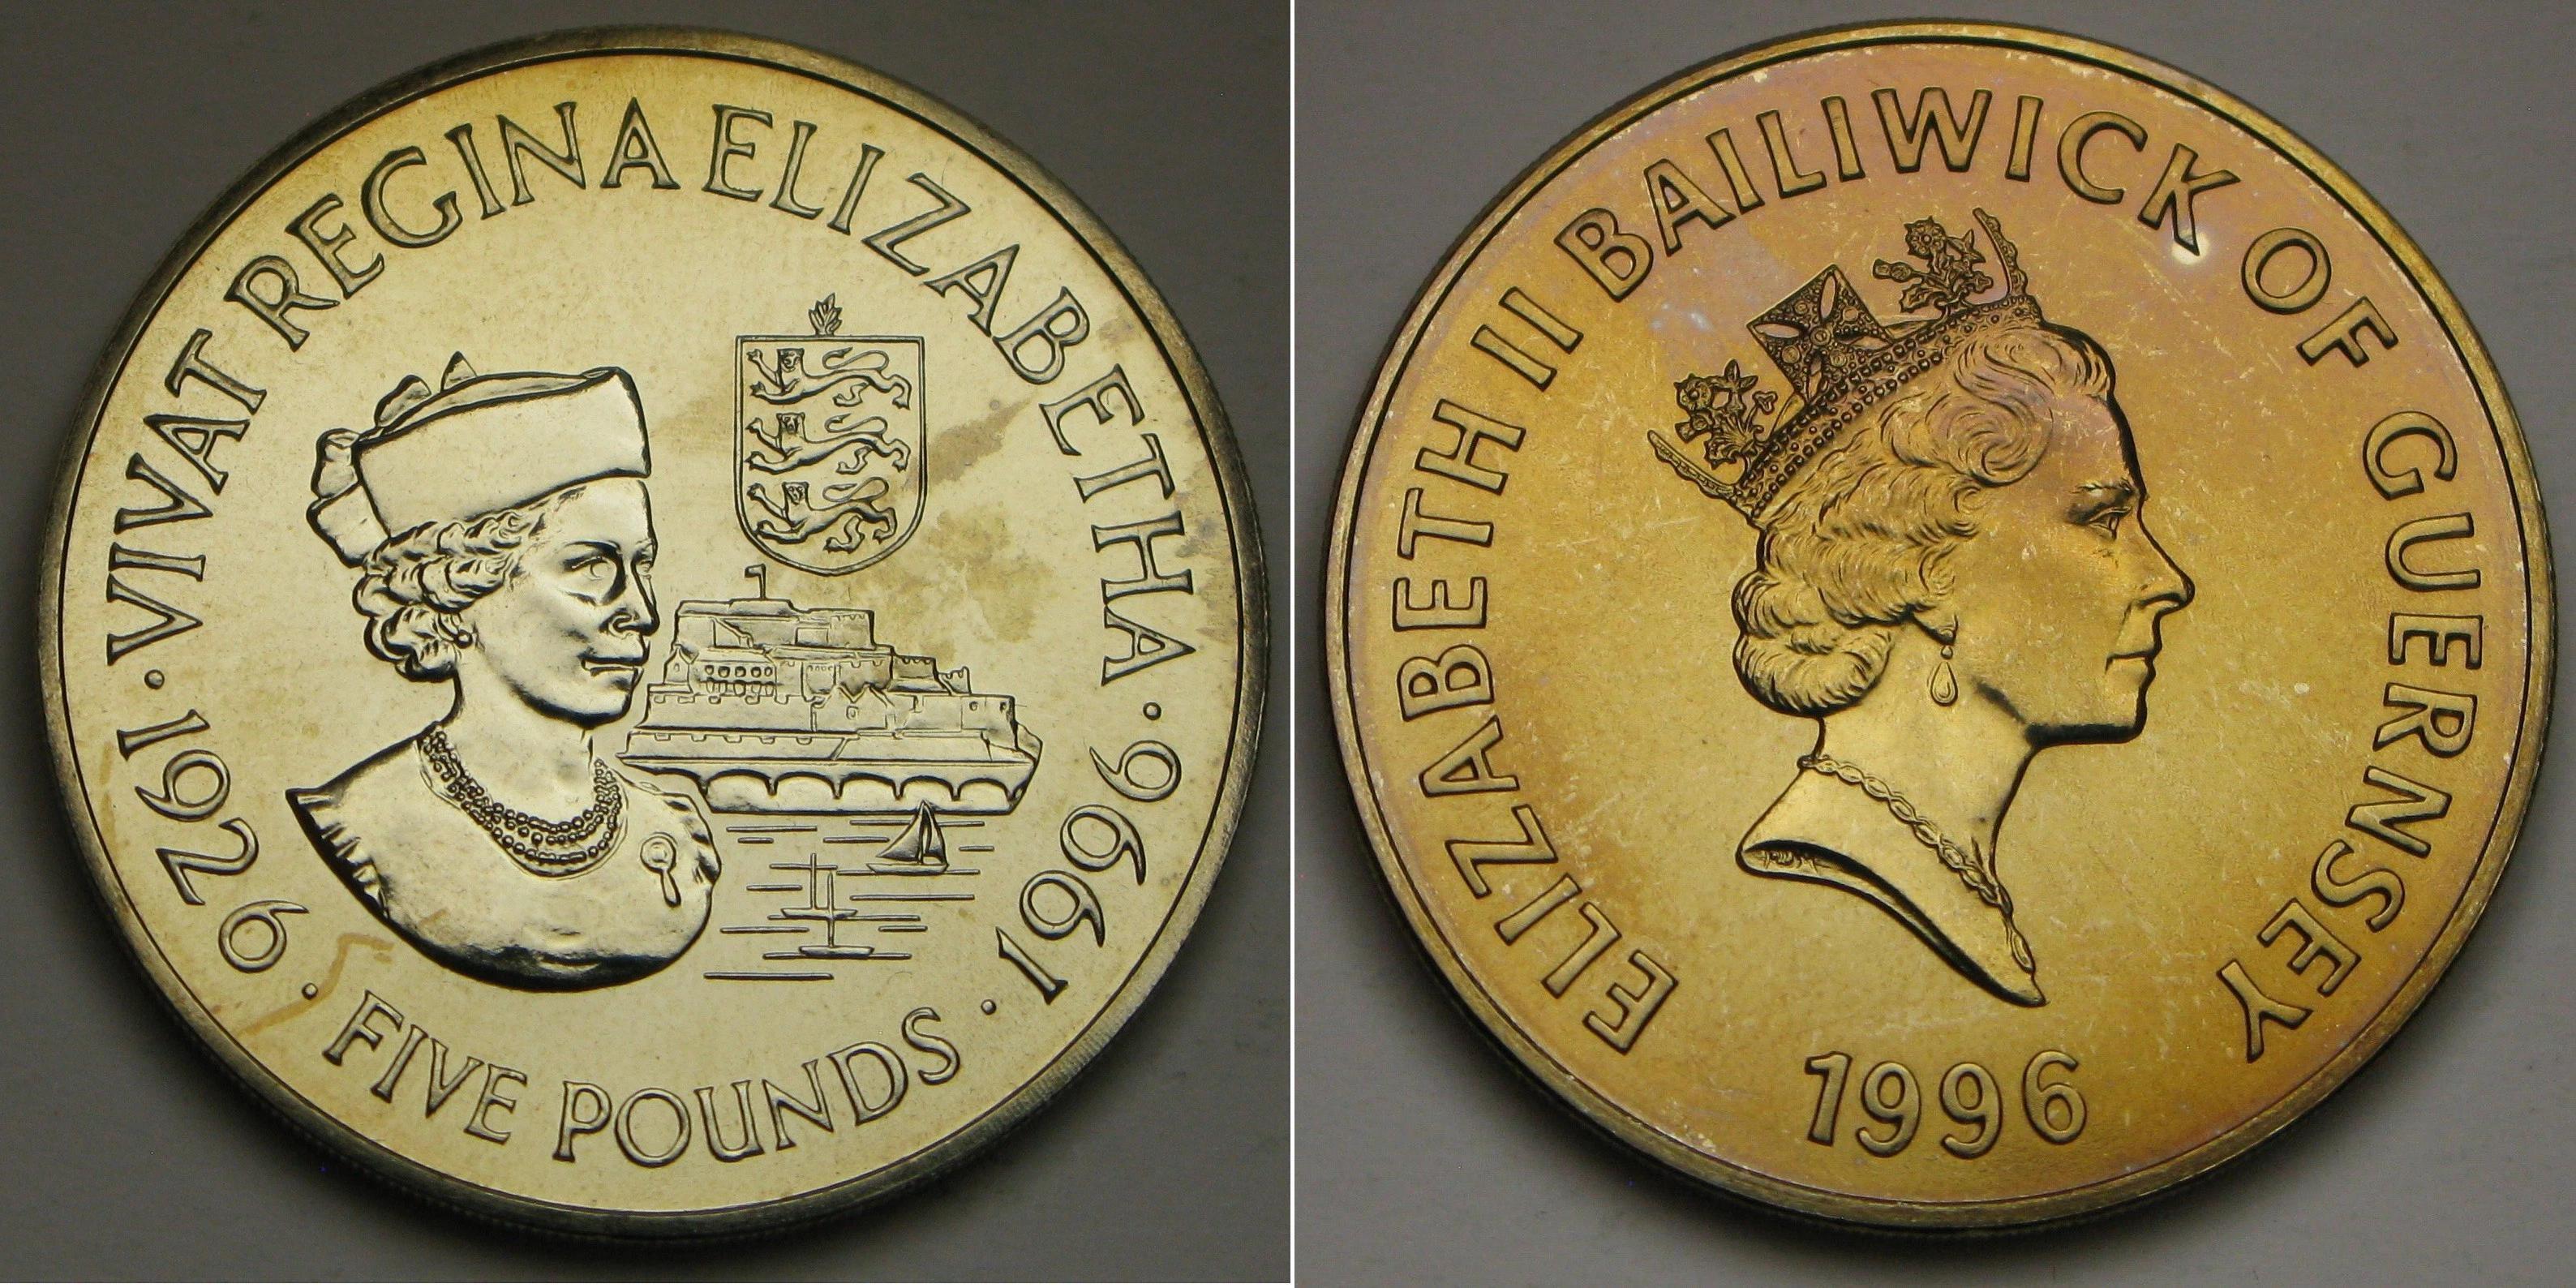 · VIVAT REGINA ELIZABETHA ·
1926 · FIVE POUNDS · 1996
ELIZABETH II BAILIWICK OF GUERNSEY
1996